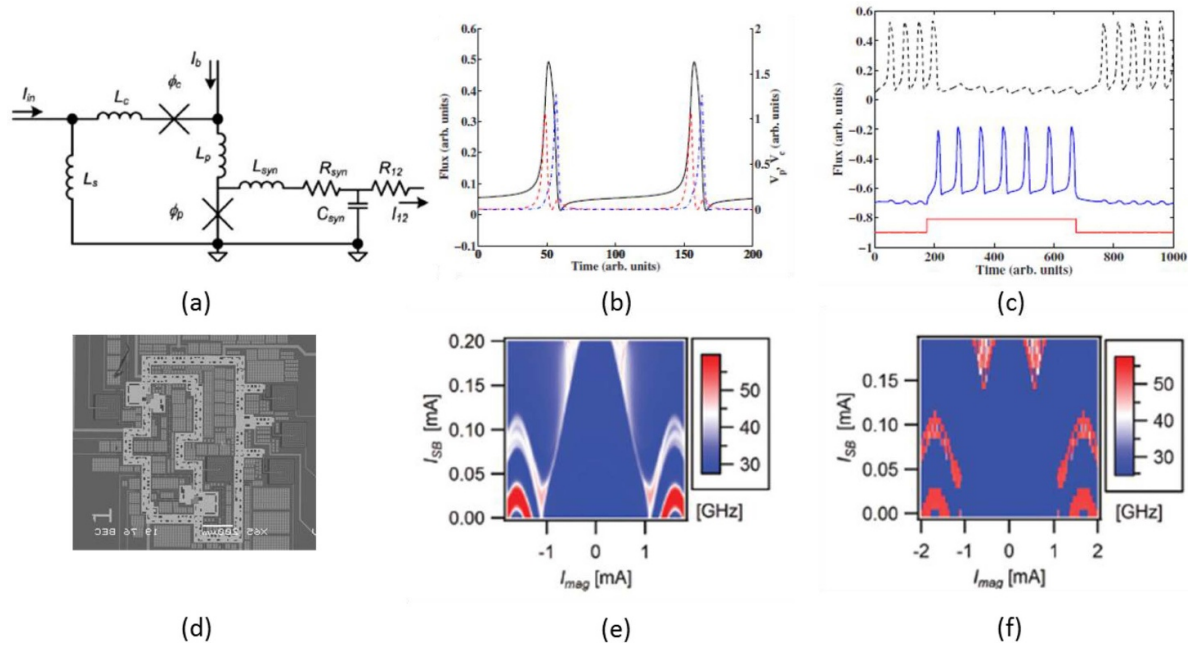 I_in
L_c
ϕ_c
I_b
L_s
L_p
L_syn
R_syn
R_12
ϕ_p
C_syn
I_12
(a)
Flux (arb. units)
0.6
0.5
0.4
0.3
0.2
0.1
0
−0.1
2
1.5
1
0.5
0
V_p, V_c (arb. units)
0 50 100 150 200
Time (arb. units)
(b)
Flux (arb. units)
0.6
0.4
0.2
0
−0.2
−0.4
−0.6
−0.8
−1
0 200 400 600 800 1000
Time (arb. units)
(c)
1
(d)
I_SB [mA]
0.20
0.15
0.10
0.05
0.00
-1 0 1
I_mag [mA]
50
40
30
[GHz]
(e)
I_SB [mA]
0.15
0.10
0.05
0.00
-2 -1 0 1 2
I_mag [mA]
50
40
30
[GHz]
(f)